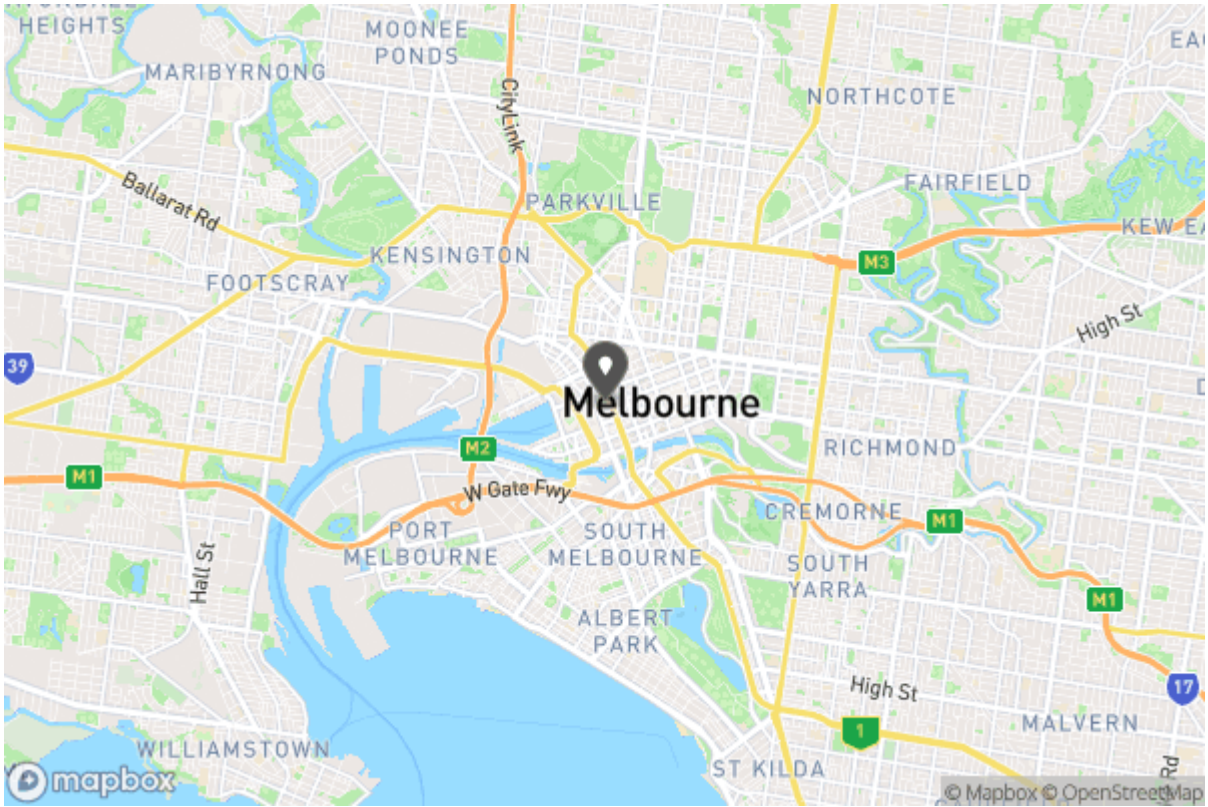 HEIGHTS
MOONEE
PONDS
MARIBYRNONG
CityLink
NORTHCOTE
Ballarat Rd
PARKVILLE
FAIRFIELD
KEW EA
KENSINGTON
M3
FOOTSCRAY
High St
39
Melbourne
M2
RICHMOND
M1
W Gate Fwy
CREMORNE
M1
PORT
MELBOURNE
SOUTH
MELBOURNE
SOUTH
YARRA
Hall St
M1
ALBERT
PARK
High St
17
MALVERN
1
WILLIAMSTOWN
ST KILDA
Rd
mapbox
© Mapbox © OpenStreetMap